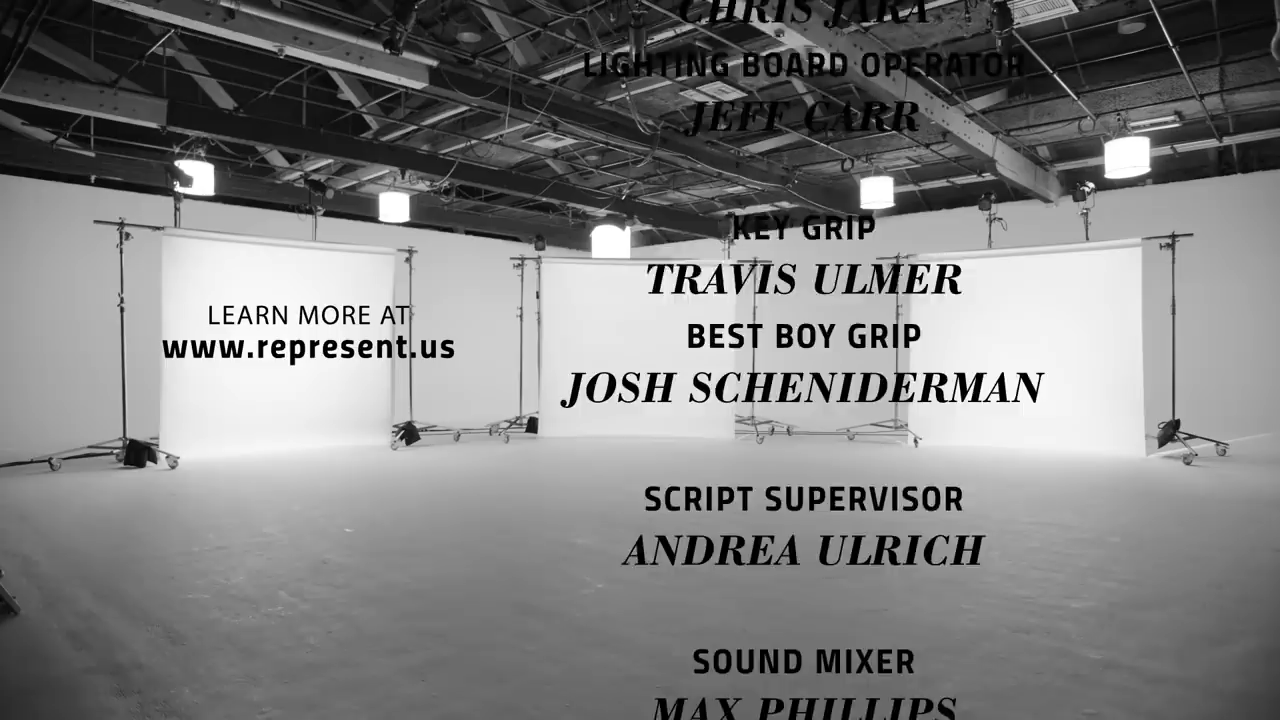 CHRIS JARA
LIGHTING BOARD OPERATOR
JEFF CARR
KEY GRIP
TRAVIS ULMER
BEST BOY GRIP
JOSH SCHENIDERMAN
LEARN MORE AT
www.represent.us
SCRIPT SUPERVISOR
ANDREA ULRICH
SOUND MIXER
MAX PHILLIPS